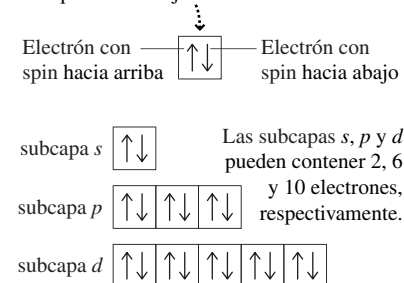 Electrón con
spin hacia arriba
↑↓
Electrón con
spin hacia abajo
subcapa s ↑↓
Las subcapas s, p y d
pueden contener 2, 6
y 10 electrones,
respectivamente.
subcapa p ↑↓ ↑↓ ↑↓
subcapa d ↑↓ ↑↓ ↑↓ ↑↓ ↑↓